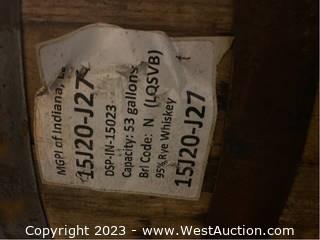 MGPI of Indiana,
15J20-J27
DSP-IN-15023
Capacity: 53 gallons
Brl Code: N (LQSVB)
95% Rye Whiskey
15J20-J27
Copyright 2023 - www.WestAuction.com